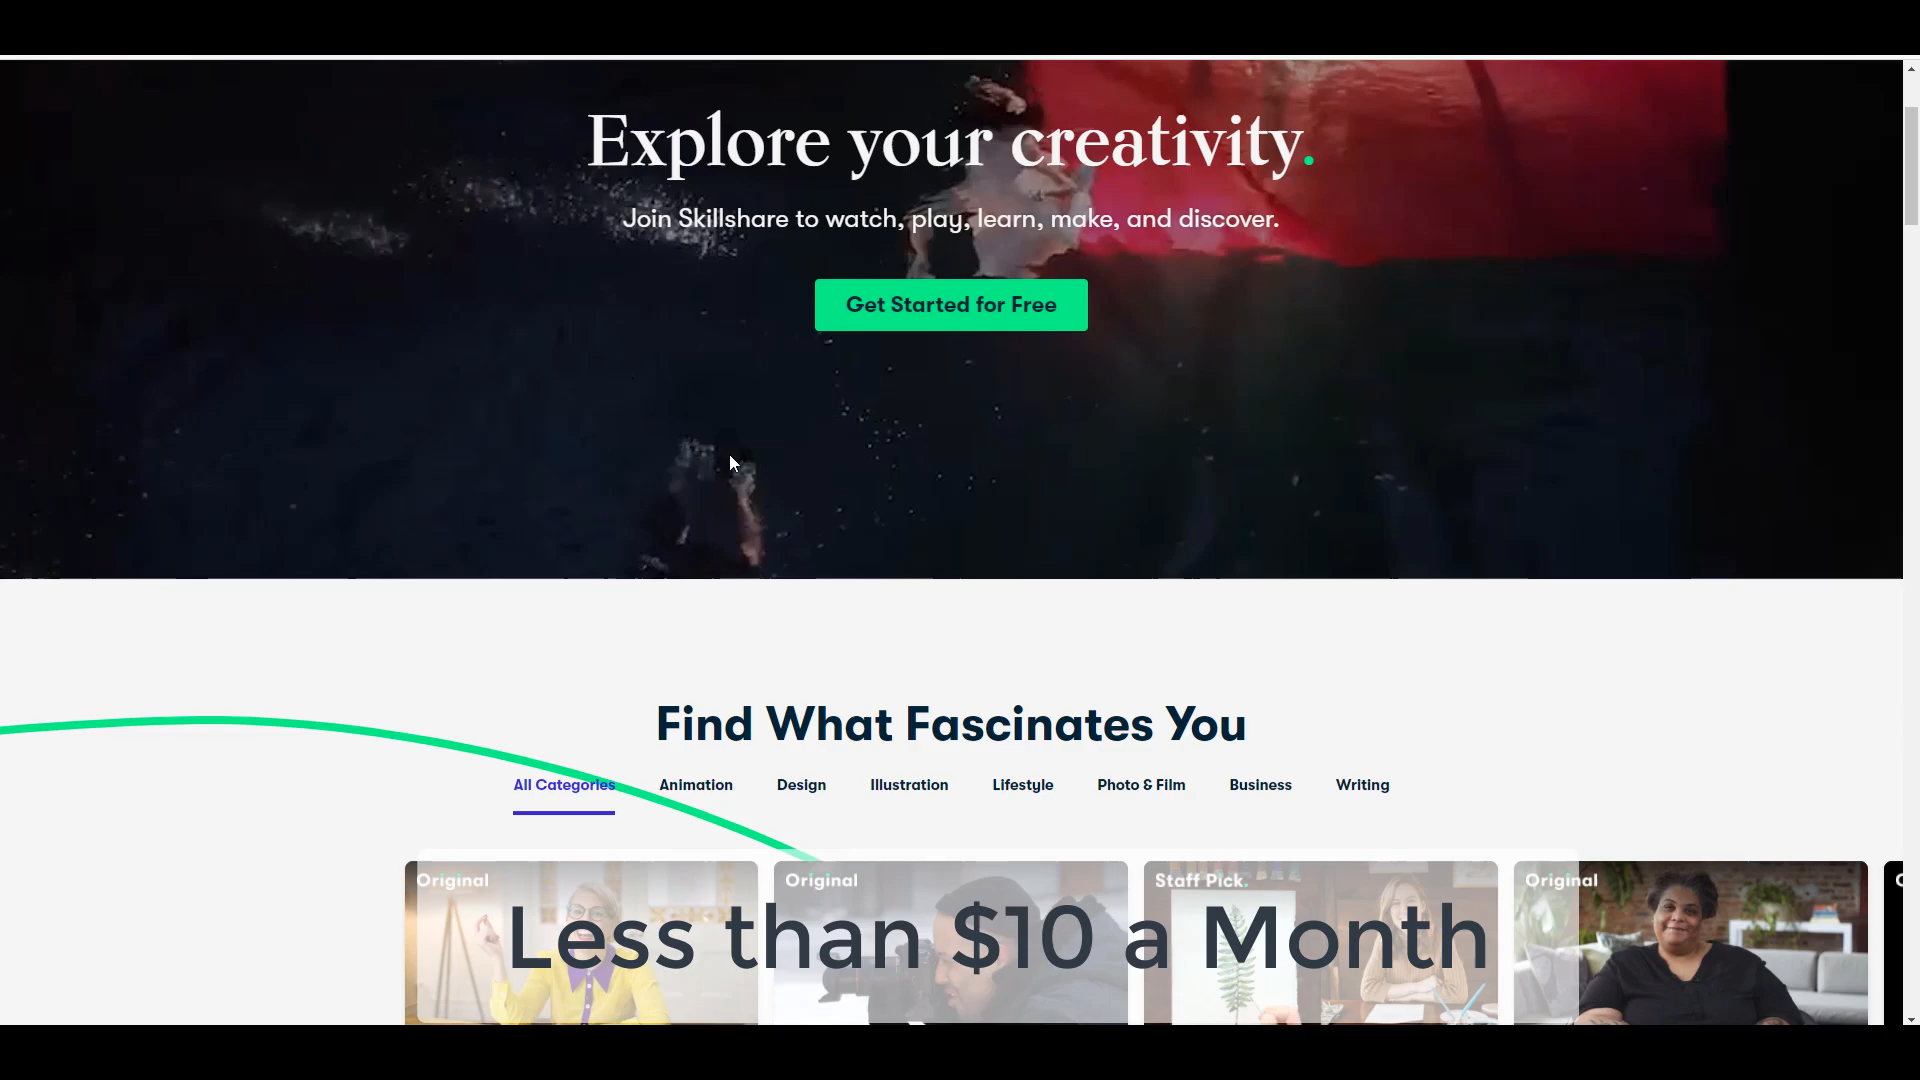 Explore your creativity.
Join Skillshare to watch, play, learn, make, and discover.
Get Started for Free
Find What Fascinates You
All Categories Animation Design Illustration Lifestyle Photo & Film Business Writing
Original Original Staff Pick. Original
Less than $10 a Month